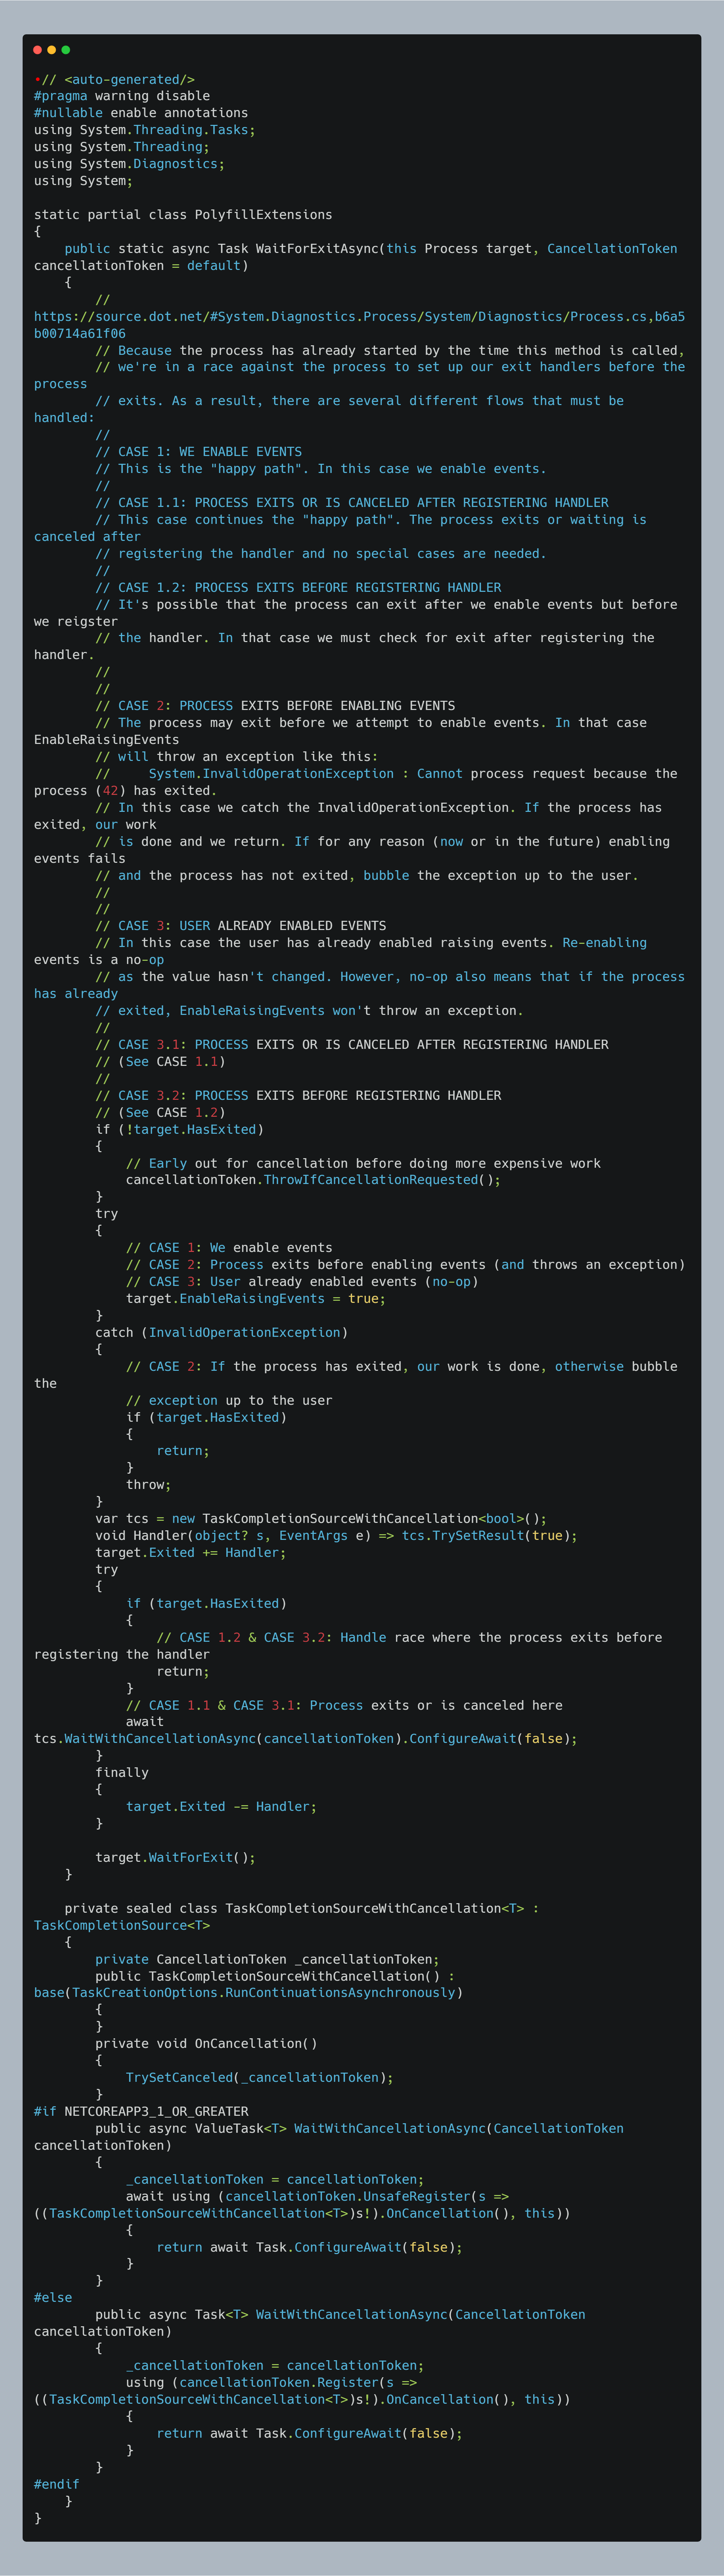 •// <auto-generated/>
#pragma warning disable
#nullable enable annotations
using System.Threading.Tasks;
using System.Threading;
using System.Diagnostics;
using System;
static partial class PolyfillExtensions
{
    public static async Task WaitForExitAsync(this Process target, CancellationToken
cancellationToken = default)
    {
        //
https://source.dot.net/#System.Diagnostics.Process/System/Diagnostics/Process.cs,b6a5
b00714a61f06
        // Because the process has already started by the time this method is called,
        // we're in a race against the process to set up our exit handlers before the
process
        // exits. As a result, there are several different flows that must be
handled:
        //
        // CASE 1: WE ENABLE EVENTS
        // This is the "happy path". In this case we enable events.
        //
        // CASE 1.1: PROCESS EXITS OR IS CANCELED AFTER REGISTERING HANDLER
        // This case continues the "happy path". The process exits or waiting is
canceled after
        // registering the handler and no special cases are needed.
        //
        // CASE 1.2: PROCESS EXITS BEFORE REGISTERING HANDLER
        // It's possible that the process can exit after we enable events but before
we reigster
        // the handler. In that case we must check for exit after registering the
handler.
        //
        //
        // CASE 2: PROCESS EXITS BEFORE ENABLING EVENTS
        // The process may exit before we attempt to enable events. In that case
EnableRaisingEvents
        // will throw an exception like this:
        //     System.InvalidOperationException : Cannot process request because the
process (42) has exited.
        // In this case we catch the InvalidOperationException. If the process has
exited, our work
        // is done and we return. If for any reason (now or in the future) enabling
events fails
        // and the process has not exited, bubble the exception up to the user.
        //
        //
        // CASE 3: USER ALREADY ENABLED EVENTS
        // In this case the user has already enabled raising events. Re-enabling
events is a no-op
        // as the value hasn't changed. However, no-op also means that if the process
has already
        // exited, EnableRaisingEvents won't throw an exception.
        //
        // CASE 3.1: PROCESS EXITS OR IS CANCELED AFTER REGISTERING HANDLER
        // (See CASE 1.1)
        //
        // CASE 3.2: PROCESS EXITS BEFORE REGISTERING HANDLER
        // (See CASE 1.2)
        if (!target.HasExited)
        {
            // Early out for cancellation before doing more expensive work
            cancellationToken.ThrowIfCancellationRequested();
        }
        try
        {
            // CASE 1: We enable events
            // CASE 2: Process exits before enabling events (and throws an exception)
            // CASE 3: User already enabled events (no-op)
            target.EnableRaisingEvents = true;
        }
        catch (InvalidOperationException)
        {
            // CASE 2: If the process has exited, our work is done, otherwise bubble
the
            // exception up to the user
            if (target.HasExited)
            {
                return;
            }
            throw;
        }
        var tcs = new TaskCompletionSourceWithCancellation<bool>();
        void Handler(object? s, EventArgs e) => tcs.TrySetResult(true);
        target.Exited += Handler;
        try
        {
            if (target.HasExited)
            {
                // CASE 1.2 & CASE 3.2: Handle race where the process exits before
registering the handler
                return;
            }
            // CASE 1.1 & CASE 3.1: Process exits or is canceled here
            await
tcs.WaitWithCancellationAsync(cancellationToken).ConfigureAwait(false);
        }
        finally
        {
            target.Exited -= Handler;
        }
        target.WaitForExit();
    }
    private sealed class TaskCompletionSourceWithCancellation<T> :
TaskCompletionSource<T>
    {
        private CancellationToken _cancellationToken;
        public TaskCompletionSourceWithCancellation() :
base(TaskCreationOptions.RunContinuationsAsynchronously)
        {
        }
        private void OnCancellation()
        {
            TrySetCanceled(_cancellationToken);
        }
#if NETCOREAPP3_1_OR_GREATER
        public async ValueTask<T> WaitWithCancellationAsync(CancellationToken
cancellationToken)
        {
            _cancellationToken = cancellationToken;
            await using (cancellationToken.UnsafeRegister(s =>
((TaskCompletionSourceWithCancellation<T>)s!).OnCancellation(), this))
            {
                return await Task.ConfigureAwait(false);
            }
        }
#else
        public async Task<T> WaitWithCancellationAsync(CancellationToken
cancellationToken)
        {
            _cancellationToken = cancellationToken;
            using (cancellationToken.Register(s =>
((TaskCompletionSourceWithCancellation<T>)s!).OnCancellation(), this))
            {
                return await Task.ConfigureAwait(false);
            }
        }
#endif
    }
}